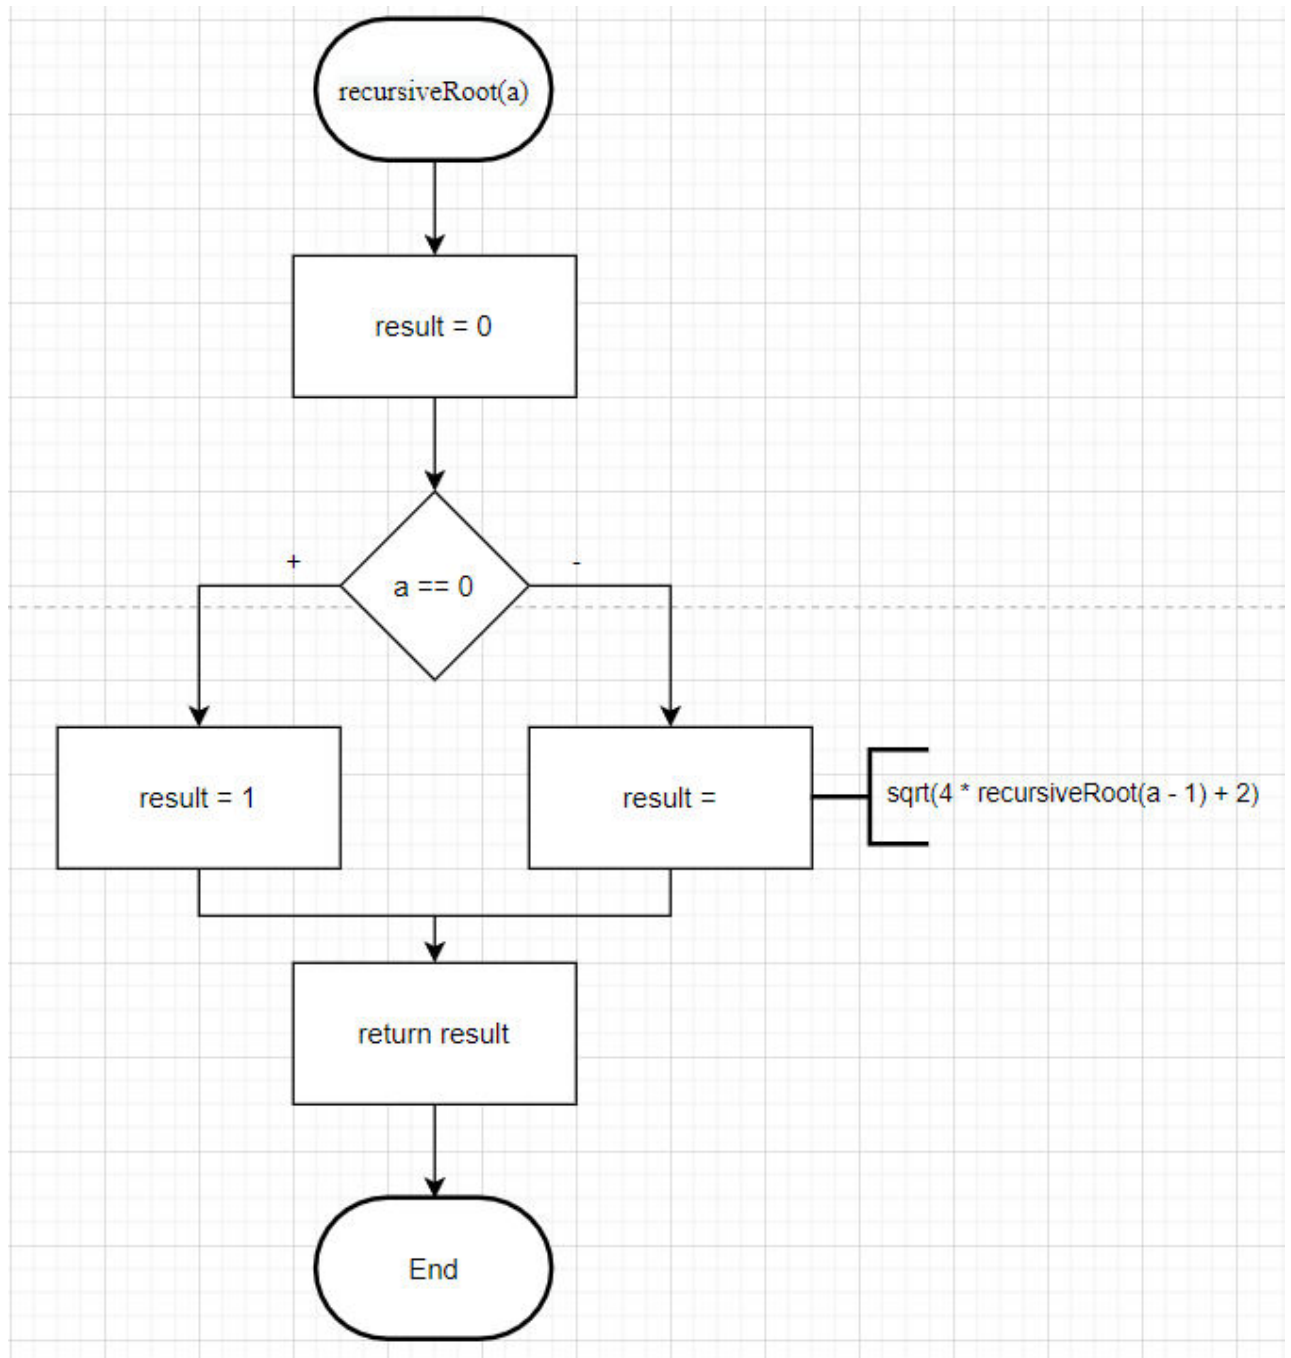 recursiveRoot(a)
result = 0
+
-
a == 0
result = 1
result =
sqrt(4 * recursiveRoot(a - 1) + 2)
return result
End